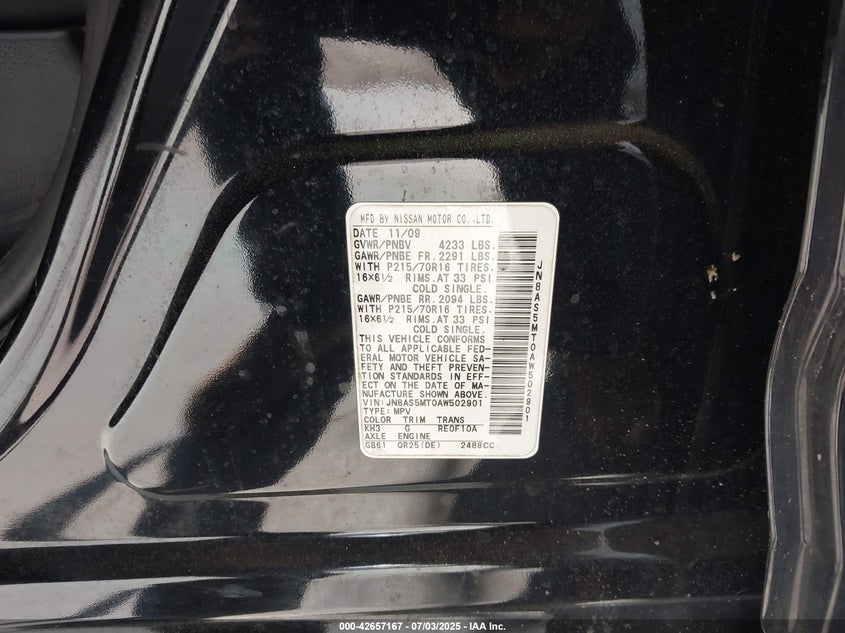 MFD BY NISSAN MOTOR CO.,LTD.
DATE 11/09
GVWR/PNBV 4233 LBS.
GAWR/PNBE FR. 2291 LBS.
WITH P215/70R16 TIRES.
16×6½ RIMS. AT 33 PSI
COLD SINGLE.
GAWR/PNBE RR. 2094 LBS.
WITH P215/70R16 TIRES.
16×6½ RIMS. AT 33 PSI
COLD SINGLE.
THIS VEHICLE CONFORMS
TO ALL APPLICABLE FED-
ERAL MOTOR VEHICLE SA-
FETY AND THEFT PREVEN-
TION STANDARDS IN EFF-
ECT ON THE DATE OF MA-
NUFACTURE SHOWN ABOVE.
VIN: JN8AS5MT0AW502901
TYPE: MPV
COLOR TRIM TRANS
KH3 G RE0F10A
AXLE ENGINE
GB61 QR25(DE) 2488CC
JN8AS5MT0AW502901
000-42657167 - 07/03/2025 - IAA Inc.